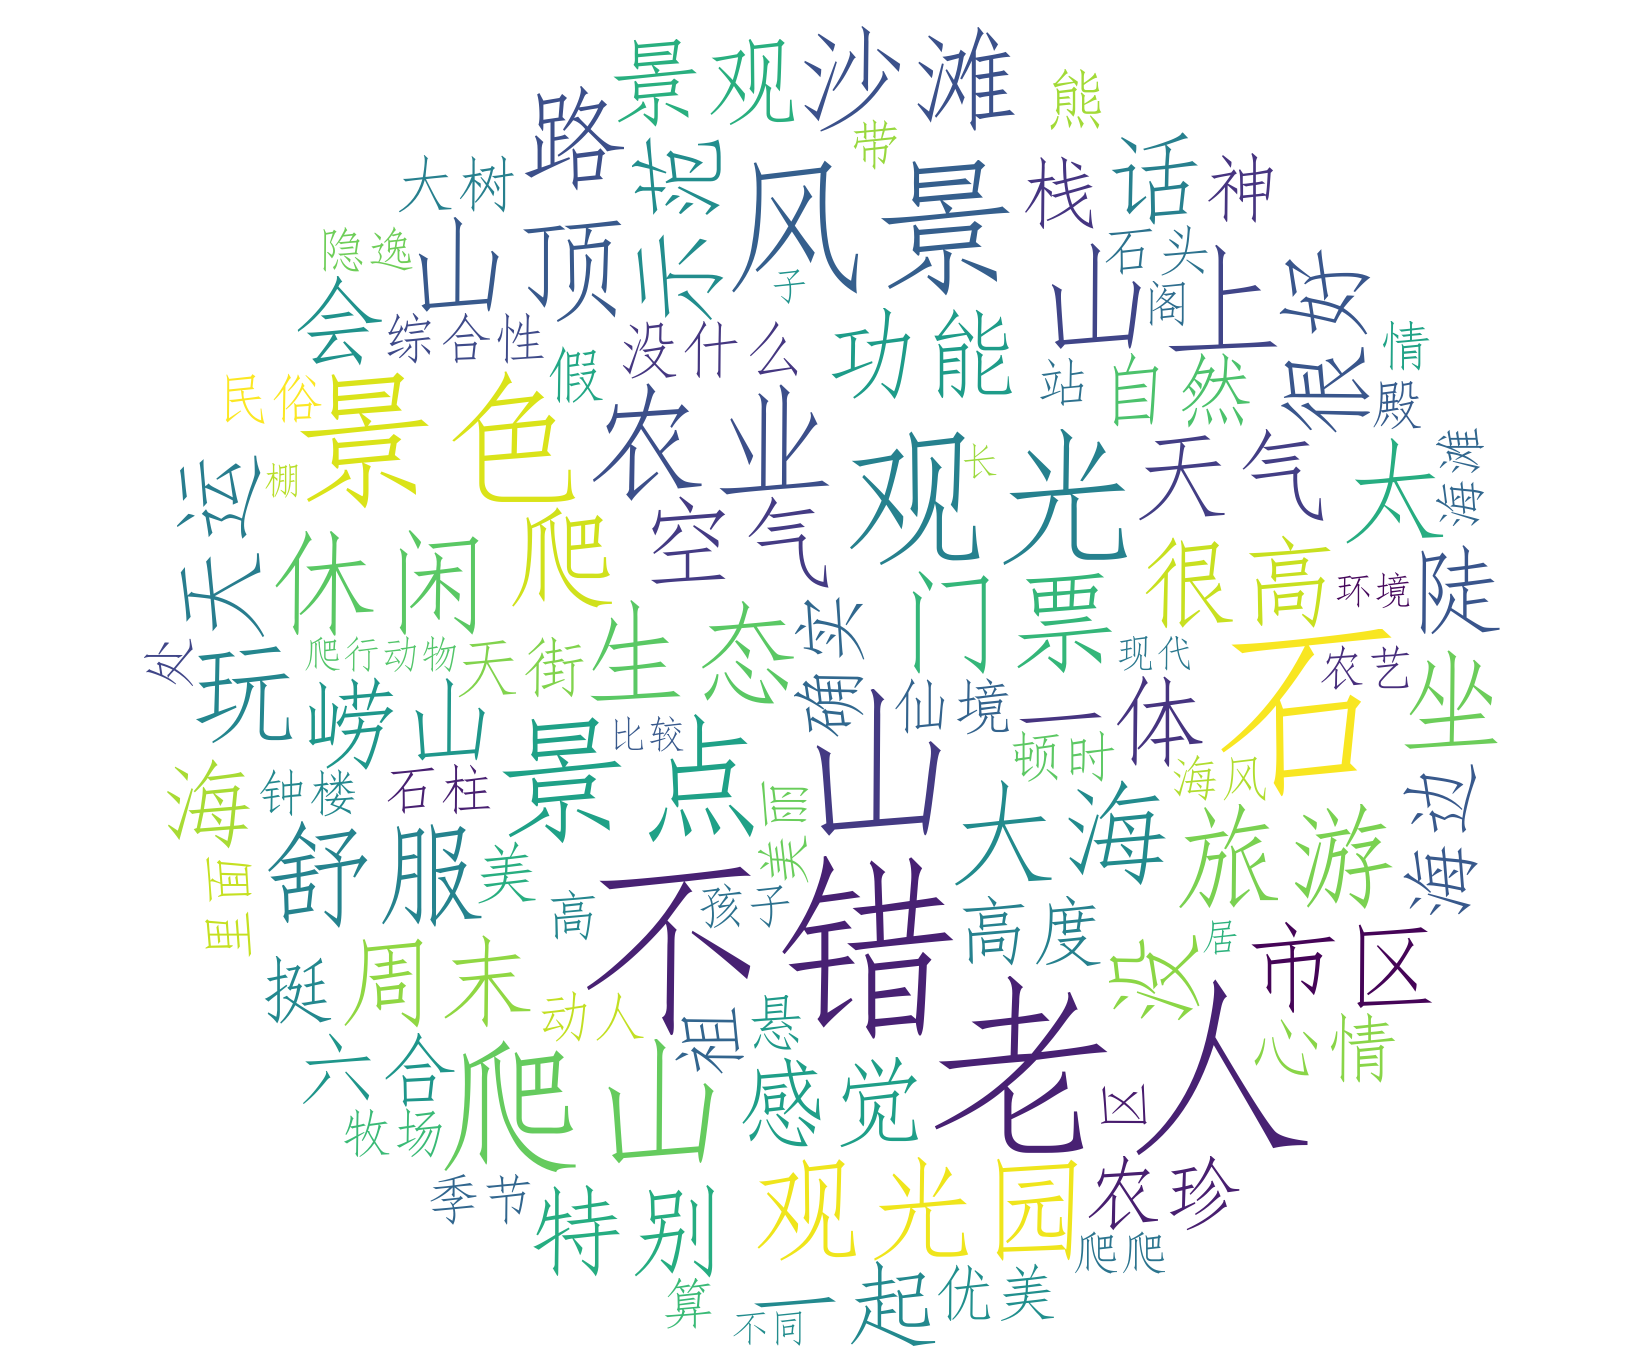 景观
沙滩
熊
路
带
大树
示范
风景
栈
话
神
隐逸
山顶
子
石头
会
综合性
没什么
功能
山上
阁
很好
情
民俗
景色
假
农业
站
自然
殿
棚
天运
爬
空气
观光
长
天气
太
海滩
休闲
门票
很高
环境
陡
处
玩
爬行动物
天街
生态
确实
现代
石
农艺
坐
崂山
仙境
一体
海
钟楼
石柱
景点
比较
山
顿时
海风
海边
舒服
美
美丽
大海
旅游
里面
高
孩子
不错
高度
没
居
市区
挺
周末
动人
祖
悬
老人
心情
六合
爬山
感觉
区
牧场
季节
特别
观光园
农珍
爬爬
算
不同
一起
优美